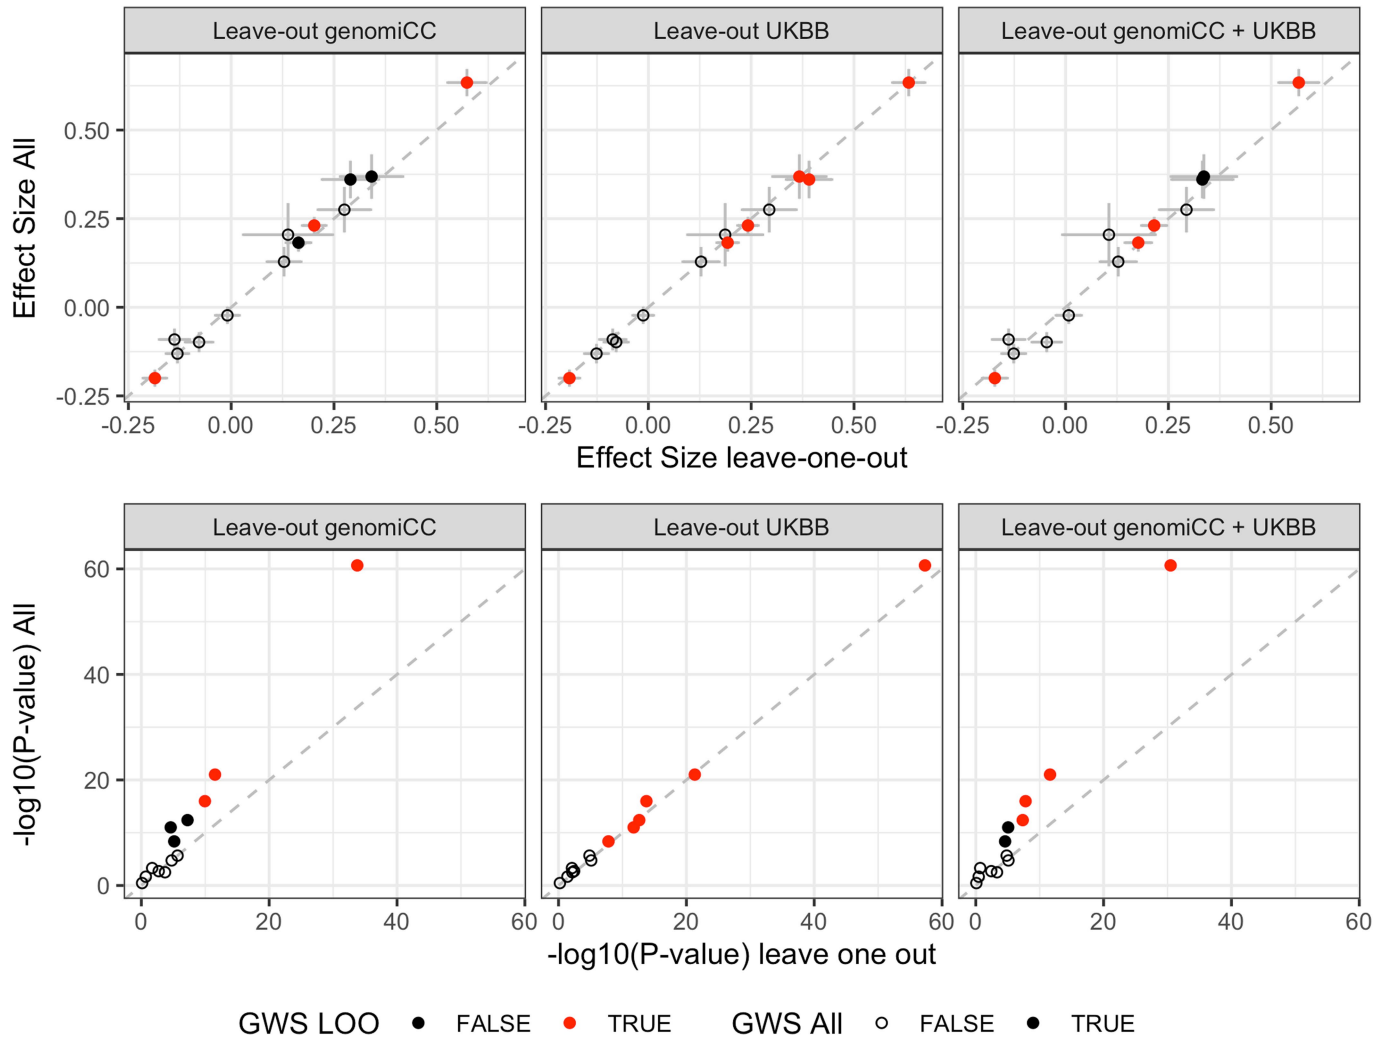 Leave-out genomiCC
Leave-out UKBB
Leave-out genomiCC + UKBB
Effect Size All
0.50
0.25
0.00
-0.25
-0.25 0.00 0.25 0.50
-0.25 0.00 0.25 0.50
-0.25 0.00 0.25 0.50
Effect Size leave-one-out
Leave-out genomiCC
Leave-out UKBB
Leave-out genomiCC + UKBB
-log10(P-value) All
60
40
20
0
0 20 40 60
0 20 40 60
0 20 40 60
-log10(P-value) leave one out
GWS LOO FALSE TRUE GWS All FALSE TRUE